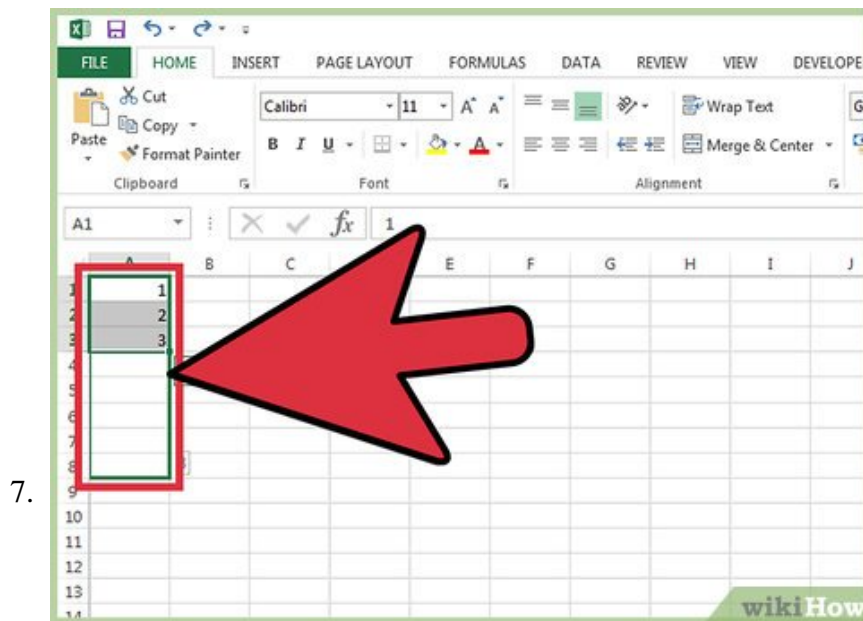 FILE HOME INSERT PAGE LAYOUT FORMULAS DATA REVIEW VIEW DEVELOPE
Cut
Calibri 11 A A Wrap Text G
Copy
Paste
Format Painter B I U A Merge & Center
Clipboard Font Alignment
A1 fx 1
A B C E F G H I J
1 1
2 2
3 3
4
5
6
7
8
7.
9
10
11
12
13
14
wikiHow